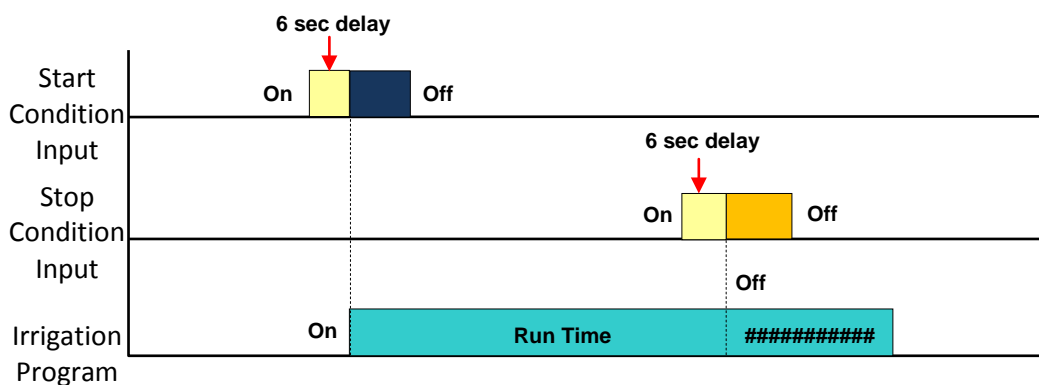 6 sec delay
Start
Condition
Input
On
Off
6 sec delay
Stop
Condition
Input
On
Off
Off
Irrigation
Program
On
Run Time
###########